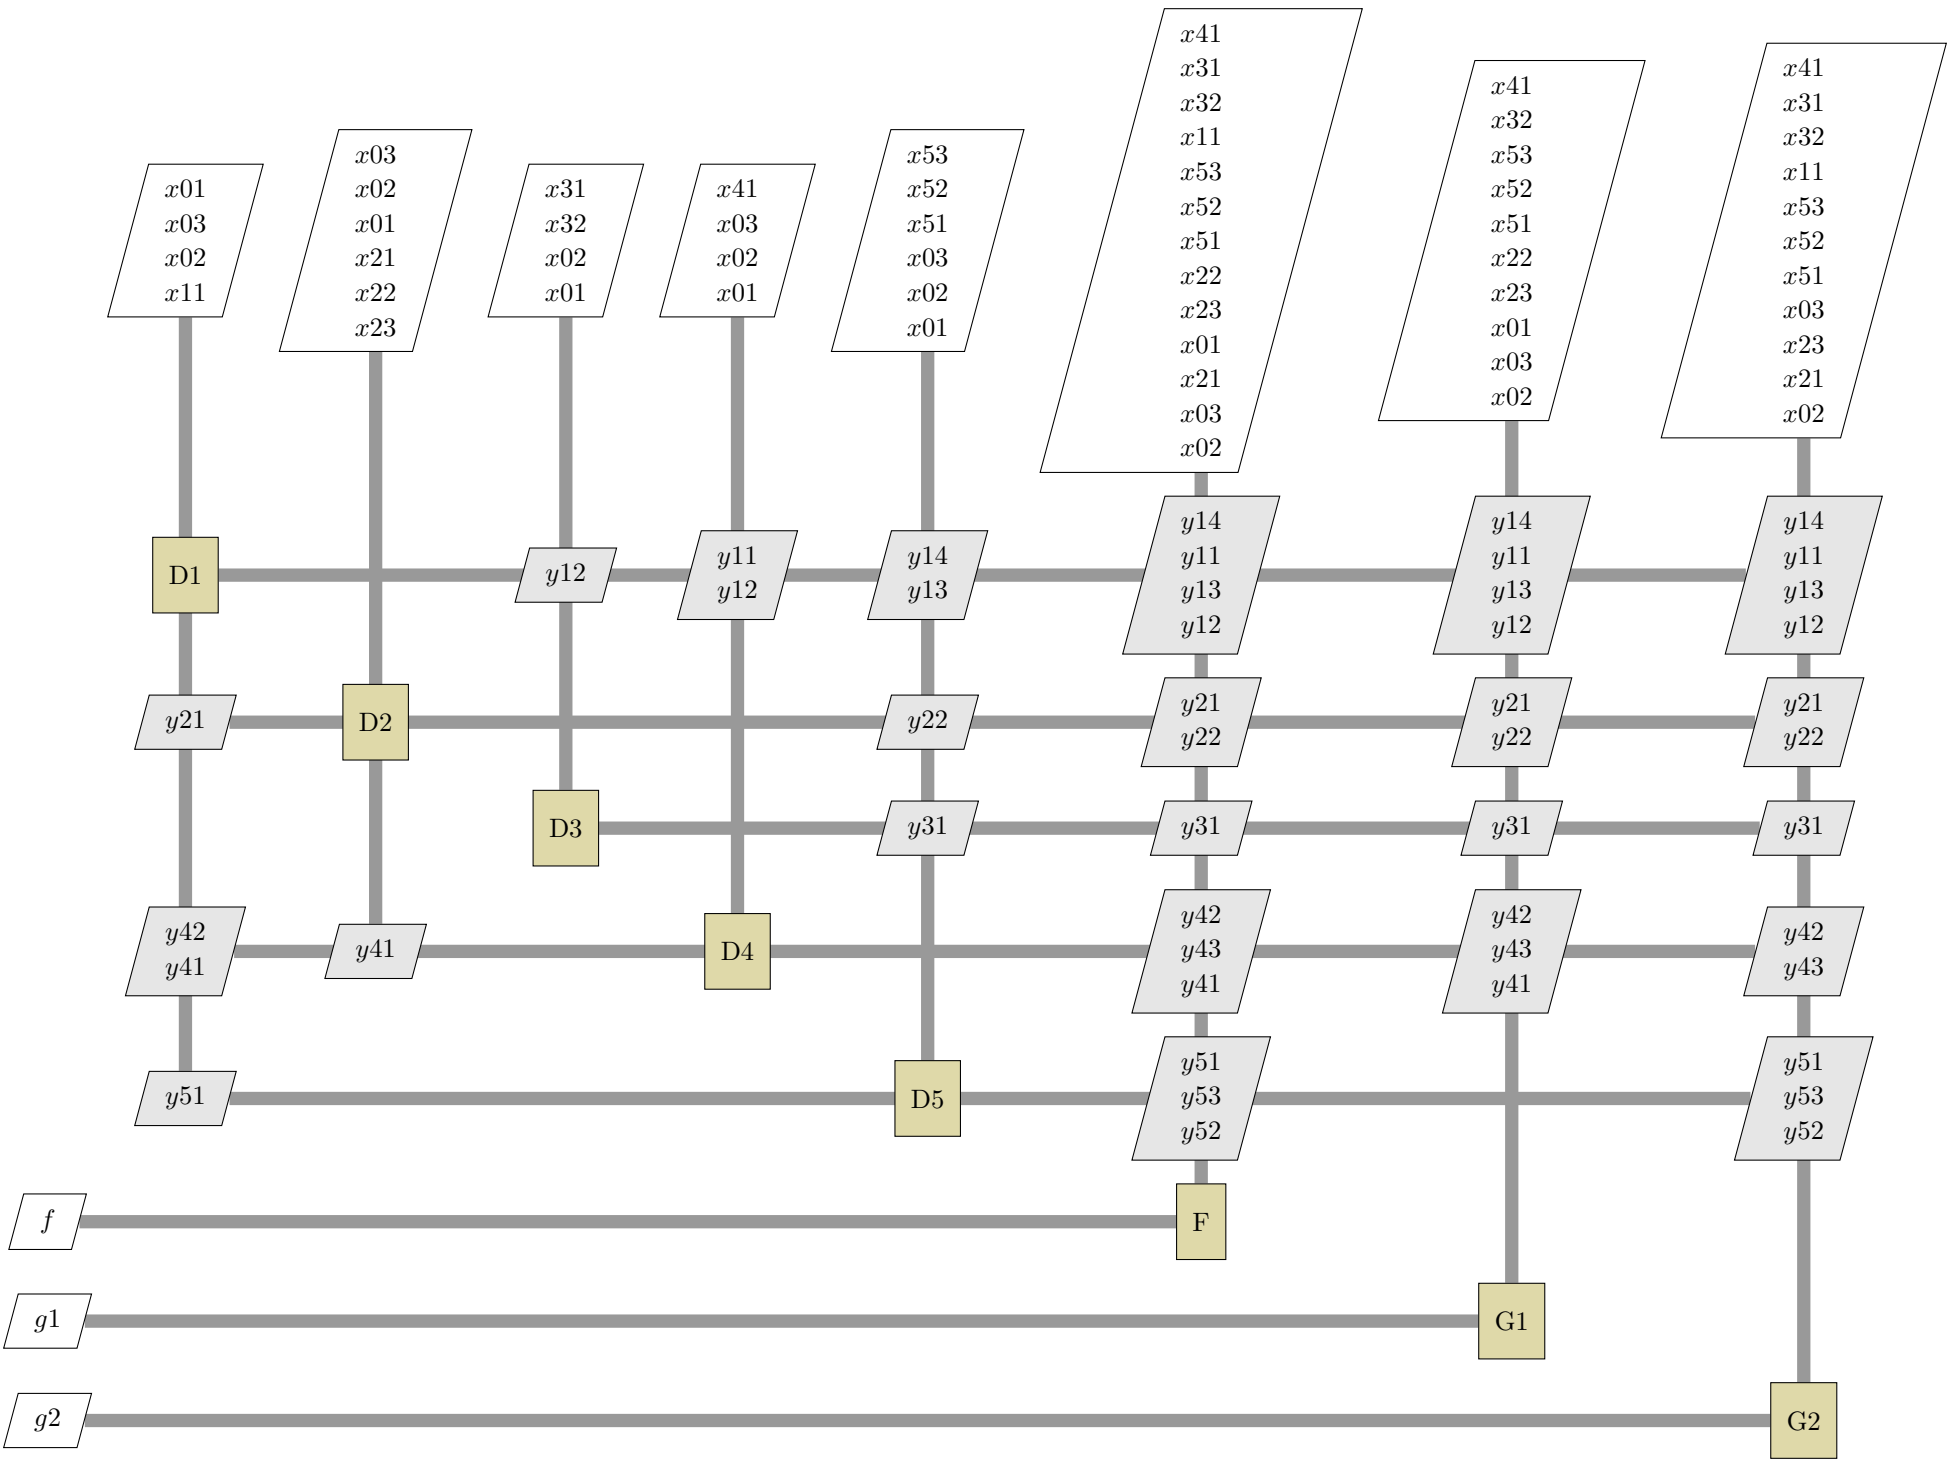 x01
x03
x02
x11
x03
x02
x01
x21
x22
x23
x31
x32
x02
x01
x41
x03
x02
x01
x53
x52
x51
x03
x02
x01
x41
x31
x32
x11
x53
x52
x51
x22
x23
x01
x21
x03
x02
x41
x32
x53
x52
x51
x22
x23
x01
x03
x02
x41
x31
x32
x11
x53
x52
x51
x03
x23
x21
x02
D1
y12
y11
y12
y14
y13
y14
y11
y13
y12
y14
y11
y13
y12
y14
y11
y13
y12
y21
D2
y22
y21
y22
y21
y22
y21
y22
D3
y31
y31
y31
y31
y42
y41
y41
D4
y42
y43
y41
y42
y43
y41
y42
y43
y51
D5
y51
y53
y52
y51
y53
y52
f
F
g1
G1
g2
G2